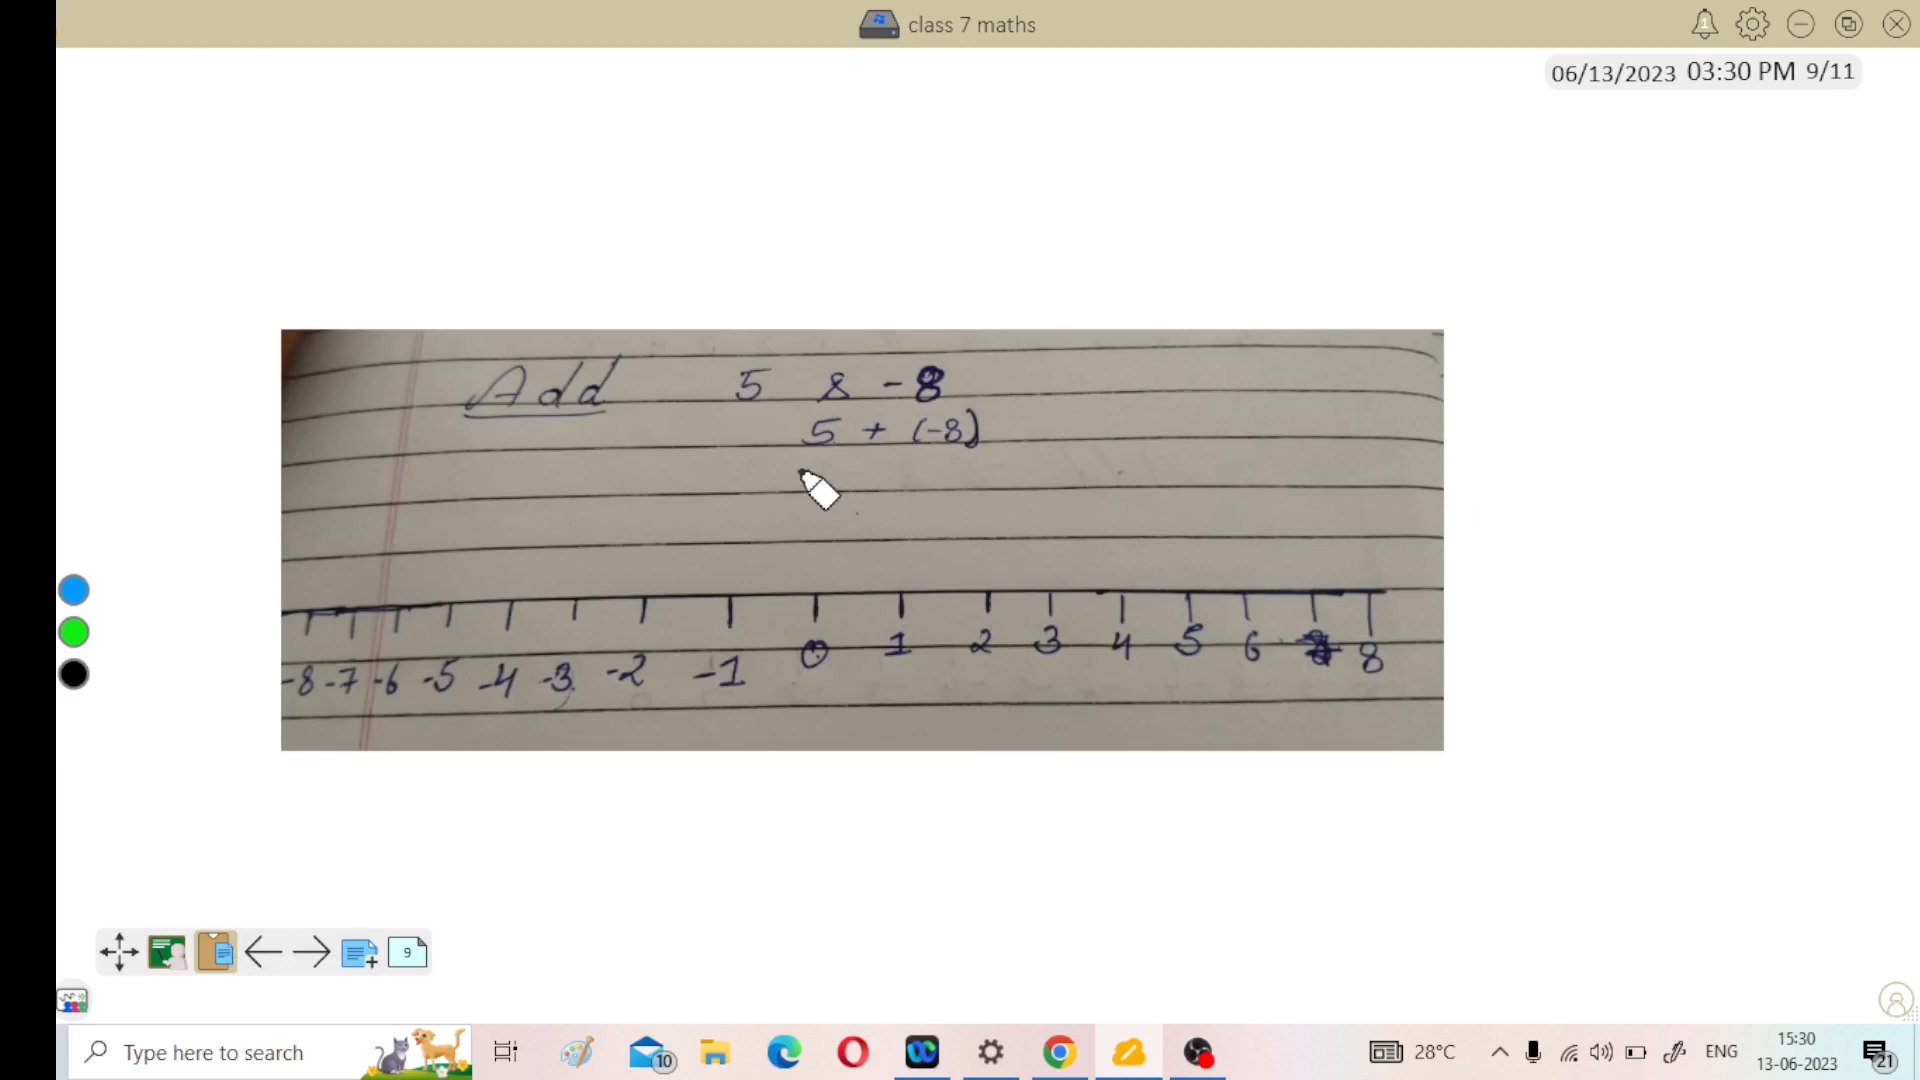 class 7 maths
1
06/13/2023 03:30 PM 9/11
Add 5 & -8
5 + (-8)
-8 -7 -6 -5 -4 -3 -2 -1 0 1 2 3 4 5 6 8
9
Type here to search
10
28°C
ENG
15:30
13-06-2023
21